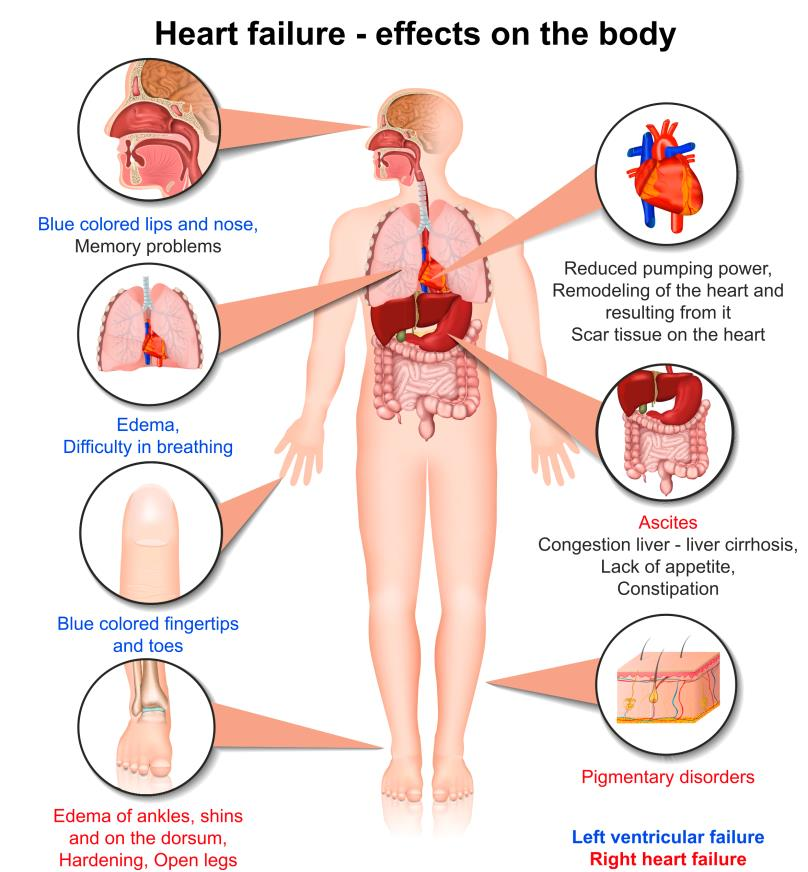 Heart failure - effects on the body
Blue colored lips and nose,
Memory problems
Edema,
Difficulty in breathing
Blue colored fingertips
and toes
Edema of ankles, shins
and on the dorsum,
Hardening, Open legs
Reduced pumping power,
Remodeling of the heart and
resulting from it
Scar tissue on the heart
Ascites
Congestion liver - liver cirrhosis,
Lack of appetite,
Constipation
Pigmentary disorders
Left ventricular failure
Right heart failure